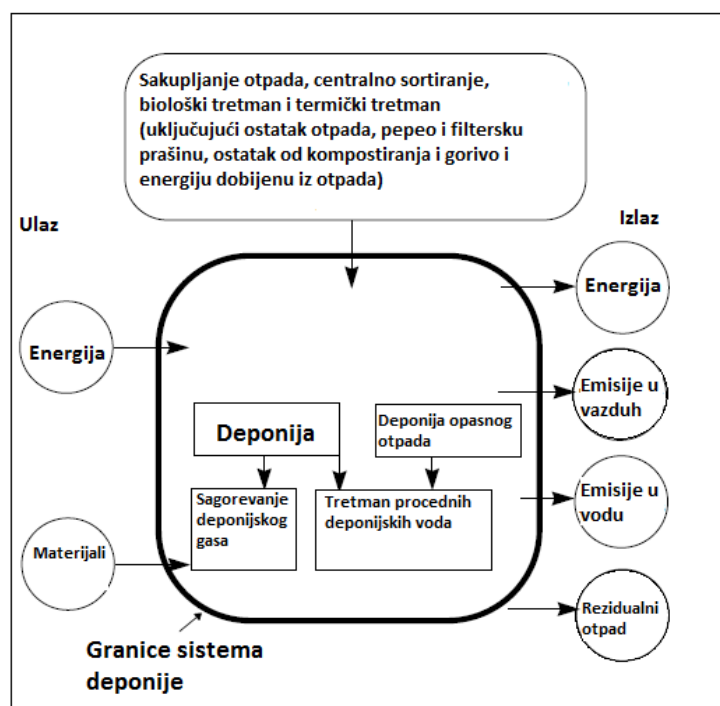 Sakupljanje otpada, centralno sortiranje,
biološki tretman i termički tretman
(uključujući ostatak otpada, pepeo i filtersku
prašinu, ostatak od kompostiranja i gorivo i
energiju dobijenu iz otpada)
Ulaz
Izlaz
Energija
Energija
Emisije u
vazduh
Deponija
Deponija opasnog
otpada
Sagorevanje
deponijskog
gasa
Tretman procednih
deponijskih voda
Emisije u
vodu
Materijali
Rezidualni
otpad
Granice sistema
deponije